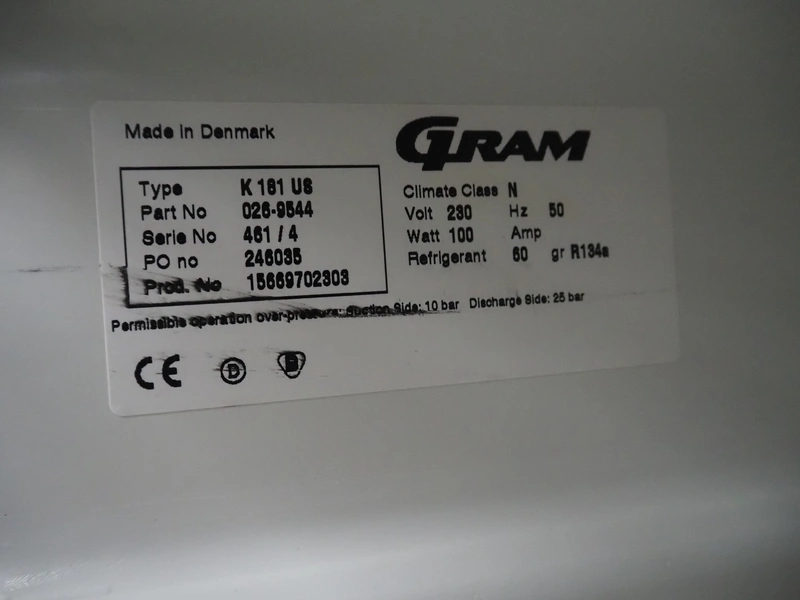 Made in Denmark
GRAM
Type K 181 US
Part No 026-9544
Serie No 461 / 4
PO no 246035
Prod. No 15669702303
Climate Class N
Volt 230 Hz 50
Watt 100 Amp
Refrigerant 60 gr R134a
Permissible operation over-pressure: Suction Side: 10 bar Discharge Side: 25 bar
CE D